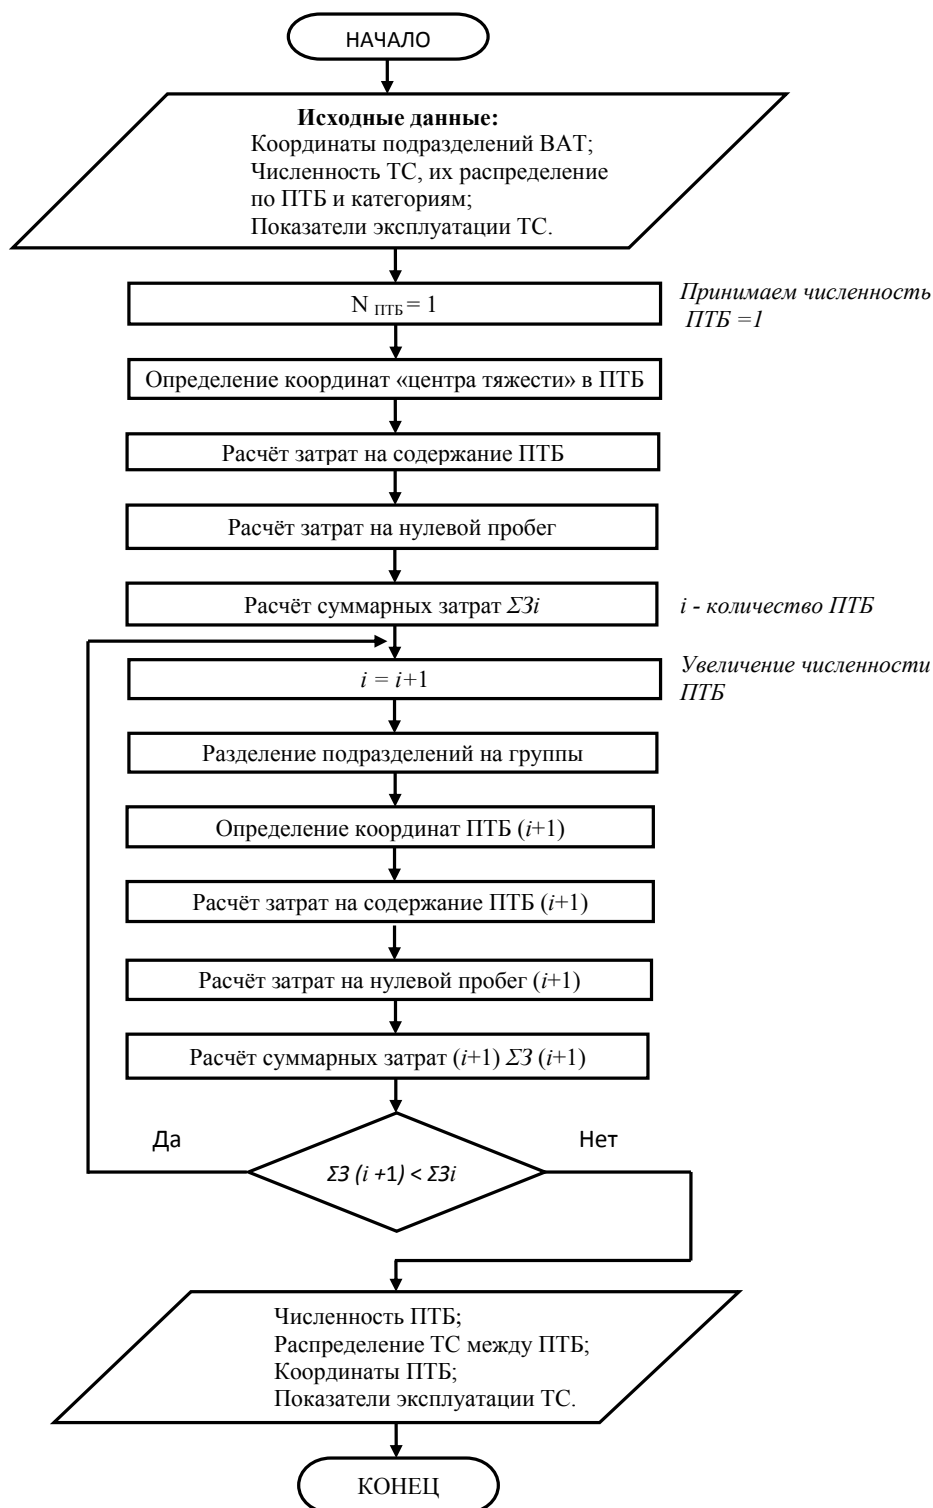 НАЧАЛО
Исходные данные:
Координаты подразделений ВАТ;
Численность ТС, их распределение
по ПТБ и категориям;
Показатели эксплуатации ТС.
N ПТБ = 1
Принимаем численность
ПТБ =1
Определение координат «центра тяжести» в ПТБ
Расчёт затрат на содержание ПТБ
Расчёт затрат на нулевой пробег
Расчёт суммарных затрат ΣЗi
i - количество ПТБ
i = i+1
Увеличение численности
ПТБ
Разделение подразделений на группы
Определение координат ПТБ (i+1)
Расчёт затрат на содержание ПТБ (i+1)
Расчёт затрат на нулевой пробег (i+1)
Расчёт суммарных затрат (i+1) ΣЗ (i+1)
Да
Нет
ΣЗ (i +1) < ΣЗi
Численность ПТБ;
Распределение ТС между ПТБ;
Координаты ПТБ;
Показатели эксплуатации ТС.
КОНЕЦ